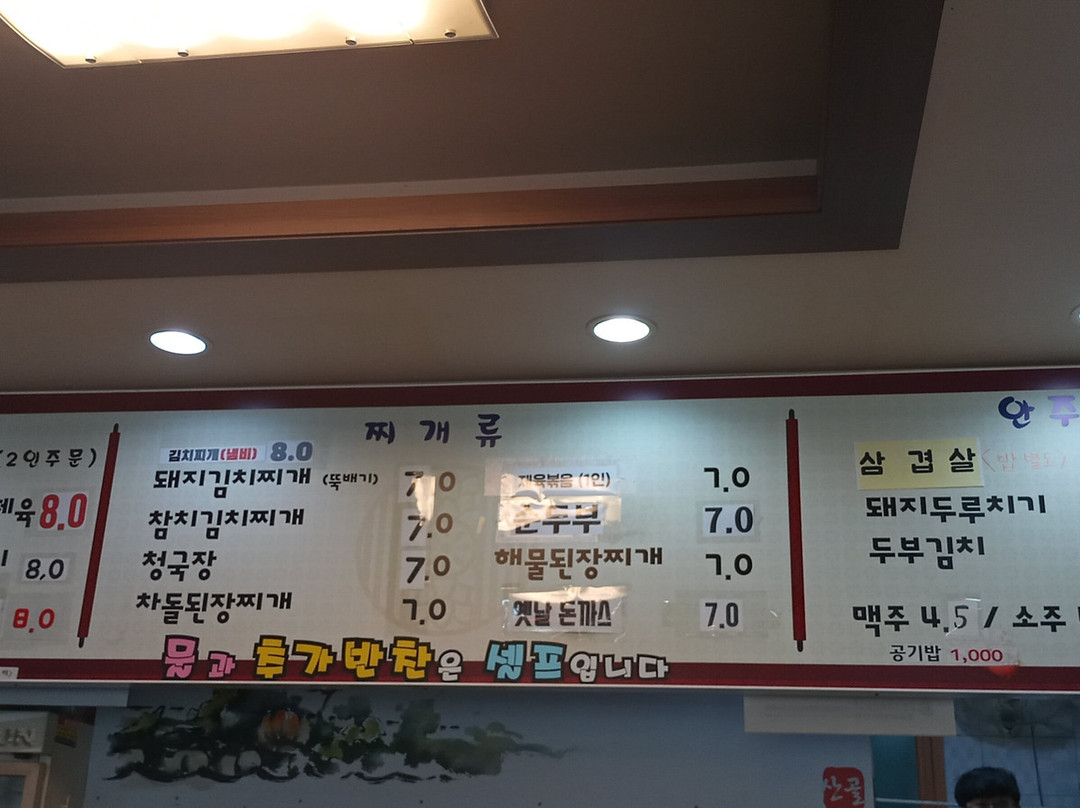 (2인주문)
제육 8.0
8.0
8.0
찌개류
김치찌개(냄비) 8.0
돼지김치찌개 (뚝배기) 7.0
참치김치찌개 7.0
청국장 7.0
차돌된장찌개 7.0
제육볶음 (1인) 7.0
순두부 7.0
해물된장찌개 7.0
옛날 돈까스 7.0
물과 추가반찬은 셀프입니다
안주
삼겹살 (밥 별도)
돼지두루치기
두부김치
맥주 4.5 / 소주
공기밥 1,000
산골